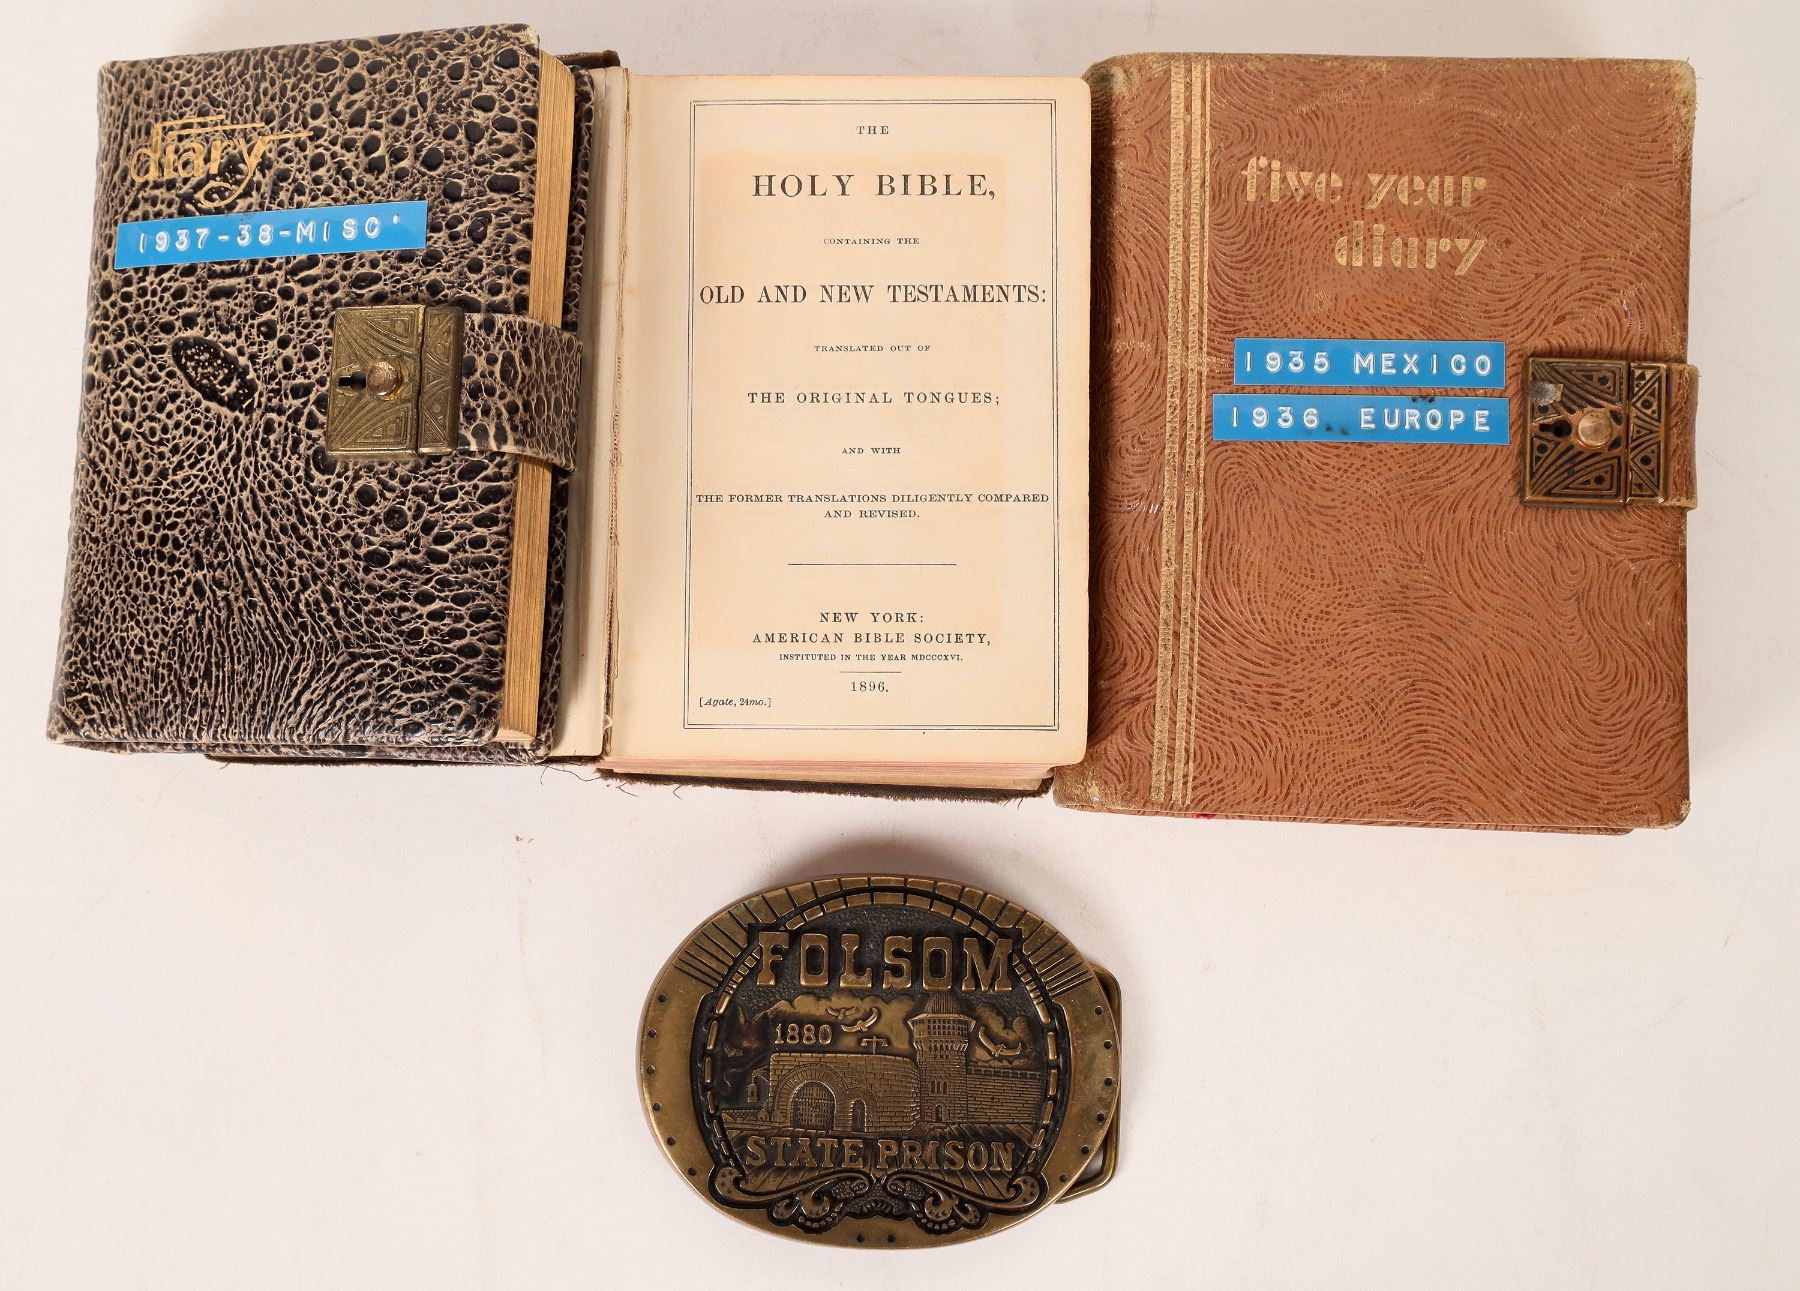 diary
1937-38-MISC'
THE
HOLY BIBLE,
CONTAINING THE
OLD AND NEW TESTAMENTS:
TRANSLATED OUT OF
THE ORIGINAL TONGUES;
AND WITH
THE FORMER TRANSLATIONS DILIGENTLY COMPARED
AND REVISED.
NEW YORK:
AMERICAN BIBLE SOCIETY,
INSTITUTED IN THE YEAR MDCCCXVI.
1896.
[Agate, 24mo.]
five year
diary
1935 MEXICO
1936 EUROPE
FOLSOM
1880
STATE PRISON